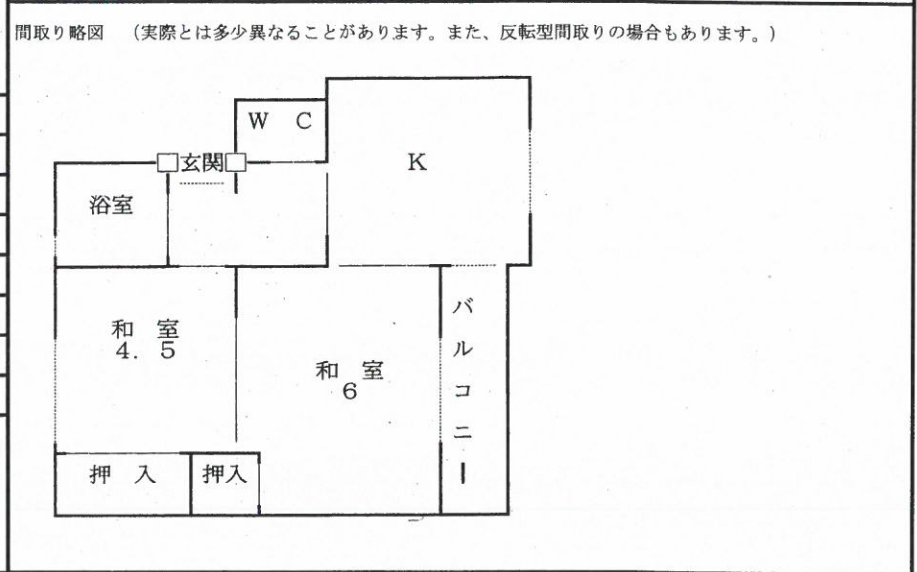 間取り略図　（実際とは多少異なることがあります。また、反転型間取りの場合もあります。）
Ｗ　Ｃ
玄関
Ｋ
浴室
和　室
４．５
和　室
６
バルコニー
押　入
押入